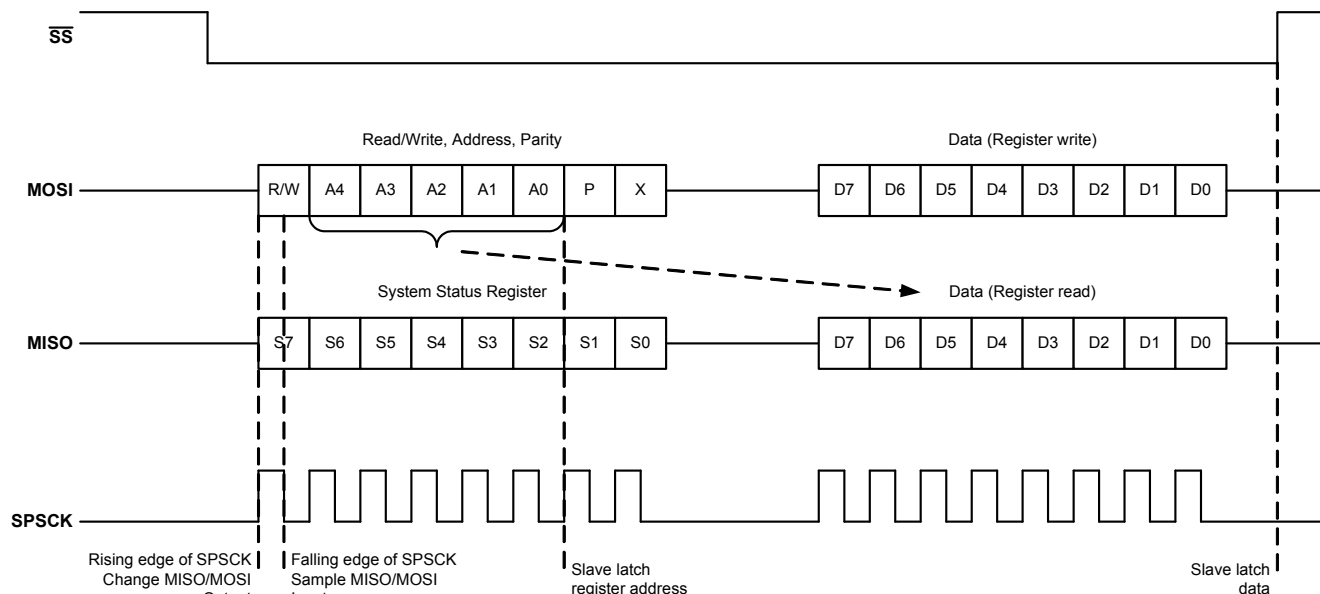 SS
Read/Write, Address, Parity
Data (Register write)
MOSI
R/W A4 A3 A2 A1 A0 P X
D7 D6 D5 D4 D3 D2 D1 D0
System Status Register
Data (Register read)
MISO
S7 S6 S5 S4 S3 S2 S1 S0
D7 D6 D5 D4 D3 D2 D1 D0
SPSCK
Rising edge of SPSCK
Change MISO/MOSI
Falling edge of SPSCK
Sample MISO/MOSI
Slave latch
register address
Slave latch
data